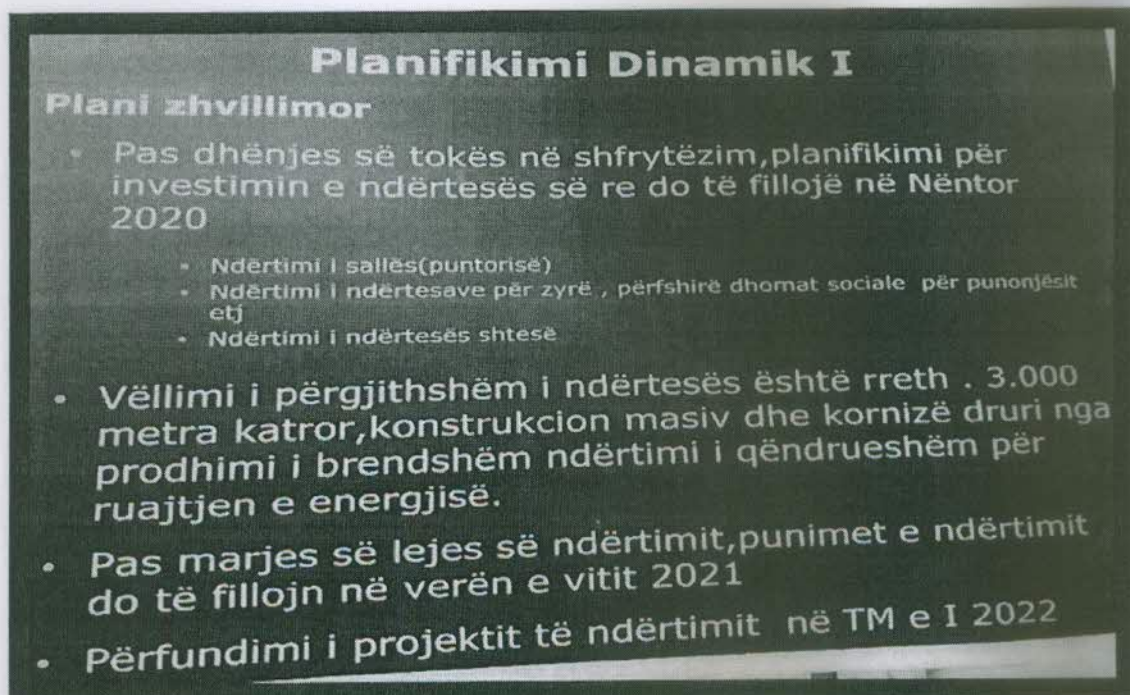 Planifikimi Dinamik I
Plani zhvillimor
• Pas dhënjes së tokës në shfrytëzim,planifikimi për
investimin e ndërtesës së re do të fillojë në Nëntor
2020
• Ndërtimi i sallës(puntorisë)
• Ndërtimi i ndërtesave për zyrë , përfshirë dhomat sociale për punonjësit
etj
• Ndërtimi i ndërtesës shtesë
• Vëllimi i përgjithshëm i ndërtesës është rreth . 3.000
metra katror,konstrukcion masiv dhe kornizë druri nga
prodhimi i brendshëm ndërtimi i qëndrueshëm për
ruajtjen e energjisë.
• Pas marjes së lejes së ndërtimit,punimet e ndërtimit
do të fillojn në verën e vitit 2021
• Përfundimi i projektit të ndërtimit në TM e I 2022